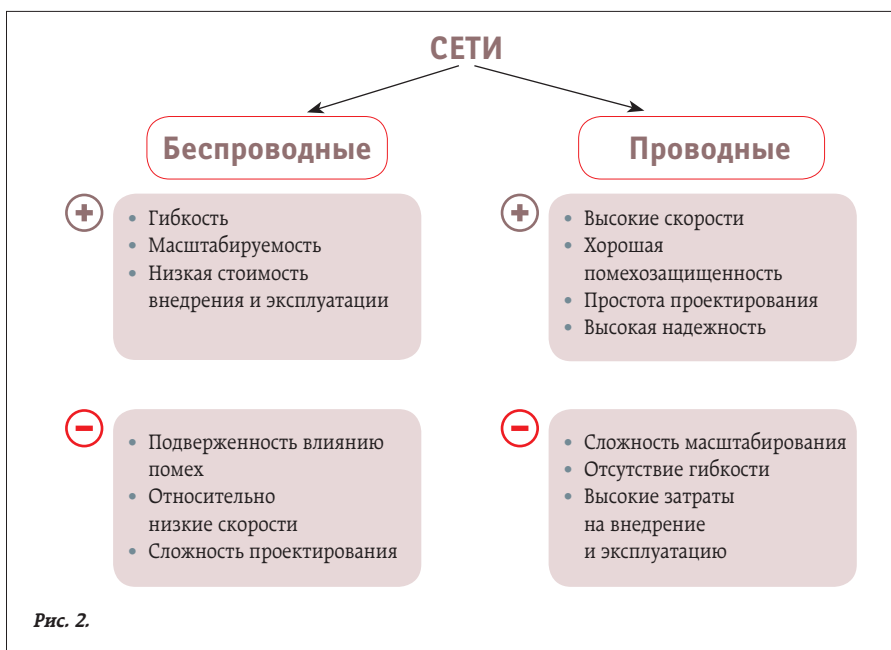 СЕТИ
Беспроводные
Проводные
+
• Гибкость
• Масштабируемость
• Низкая стоимость
внедрения и эксплуатации
+
• Высокие скорости
• Хорошая
помехозащищенность
• Простота проектирования
• Высокая надежность
−
• Подверженность влиянию
помех
• Относительно
низкие скорости
• Сложность проектирования
−
• Сложность масштабирования
• Отсутствие гибкости
• Высокие затраты
на внедрение
и эксплуатацию
Рис. 2.